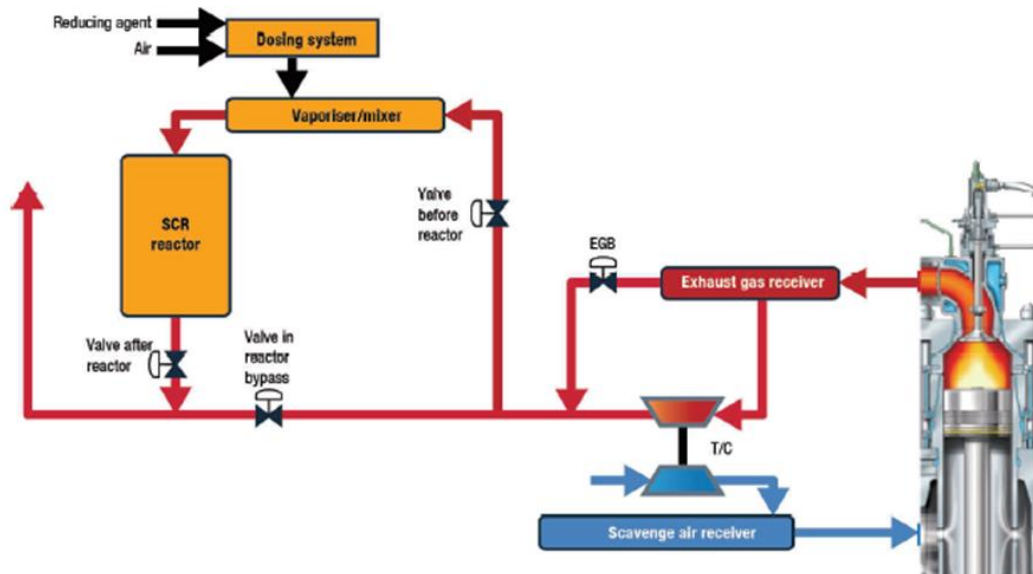 Reducing agent
Air
Dosing system
Vaporiser/mixer
SCR
reactor
Valve
before
reactor
EGB
Exhaust gas receiver
Valve after
reactor
Valve in
reactor
bypass
T/C
Scavenge air receiver